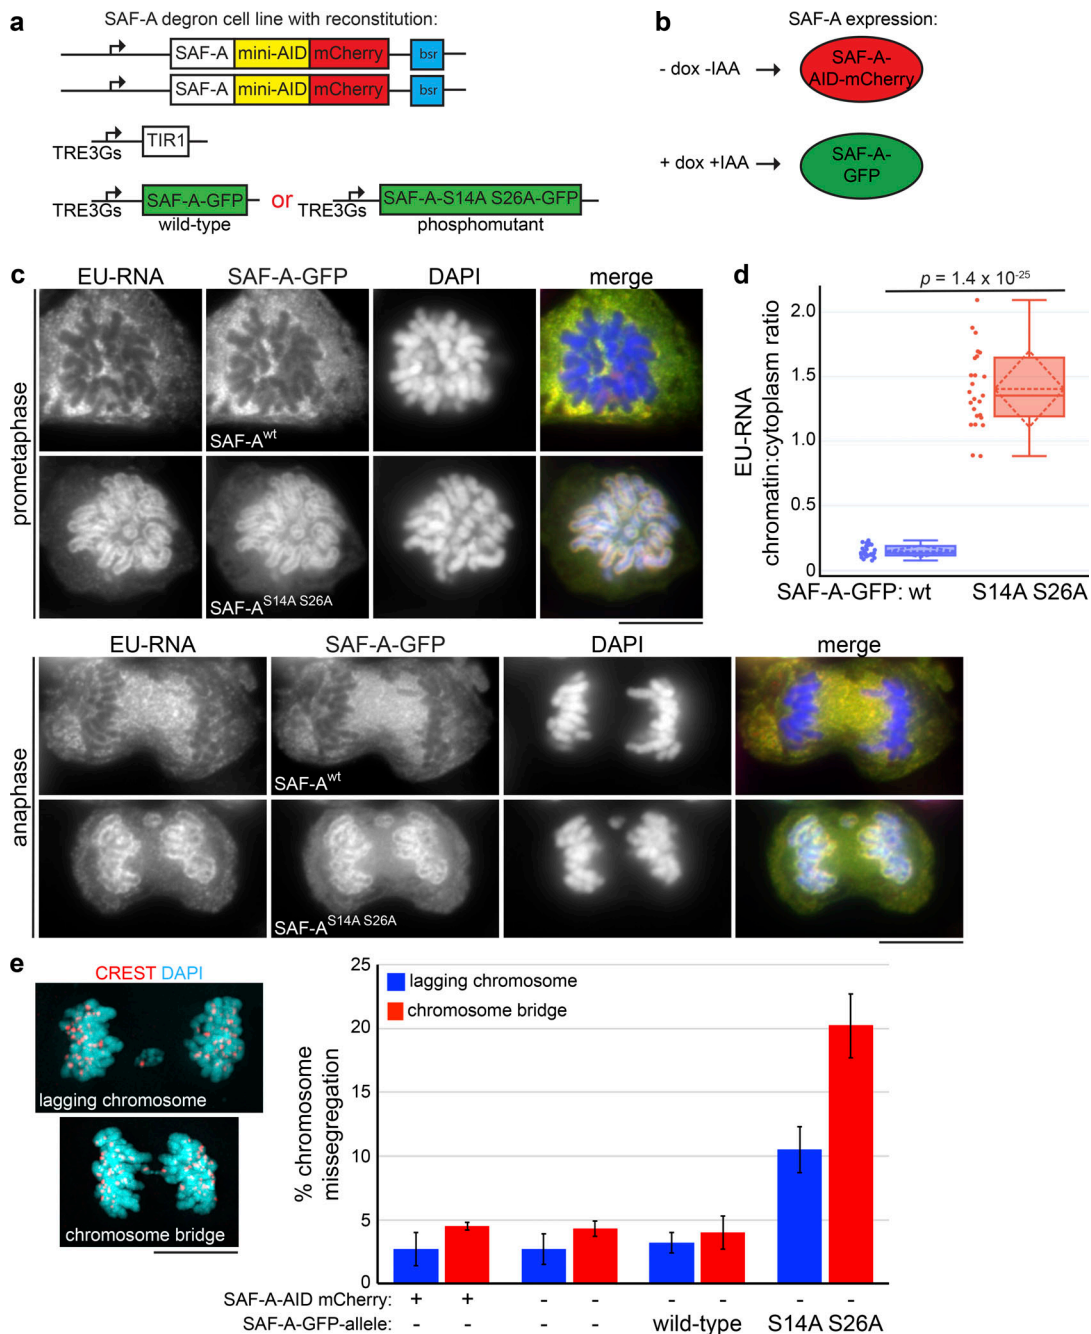 a
SAF-A degron cell line with reconstitution:
SAF-A mini-AID mCherry bsr
SAF-A mini-AID mCherry bsr
TRE3Gs TIR1
TRE3Gs SAF-A-GFP or TRE3Gs SAF-A-S14A S26A-GFP
wild-type phosphomutant
b
SAF-A expression:
- dox -IAA SAF-A-
AID-mCherry
+ dox +IAA SAF-A-
GFP
c
EU-RNA SAF-A-GFP DAPI merge
prometaphase
SAF-A wt
SAF-A S14A S26A
EU-RNA SAF-A-GFP DAPI merge
anaphase
SAF-A wt
SAF-A S14A S26A
d
p = 1.4 x 10-25
EU-RNA
chromatin:cytoplasm ratio
2.0
1.5
1.0
0.5
0
SAF-A-GFP: wt S14A S26A
e
CREST DAPI
lagging chromosome
chromosome bridge
lagging chromosome
chromosome bridge
% chromosome
missegregation
25
20
15
10
5
0
SAF-A-AID mCherry: + + - - - - - -
SAF-A-GFP-allele: - - - - wild-type S14A S26A